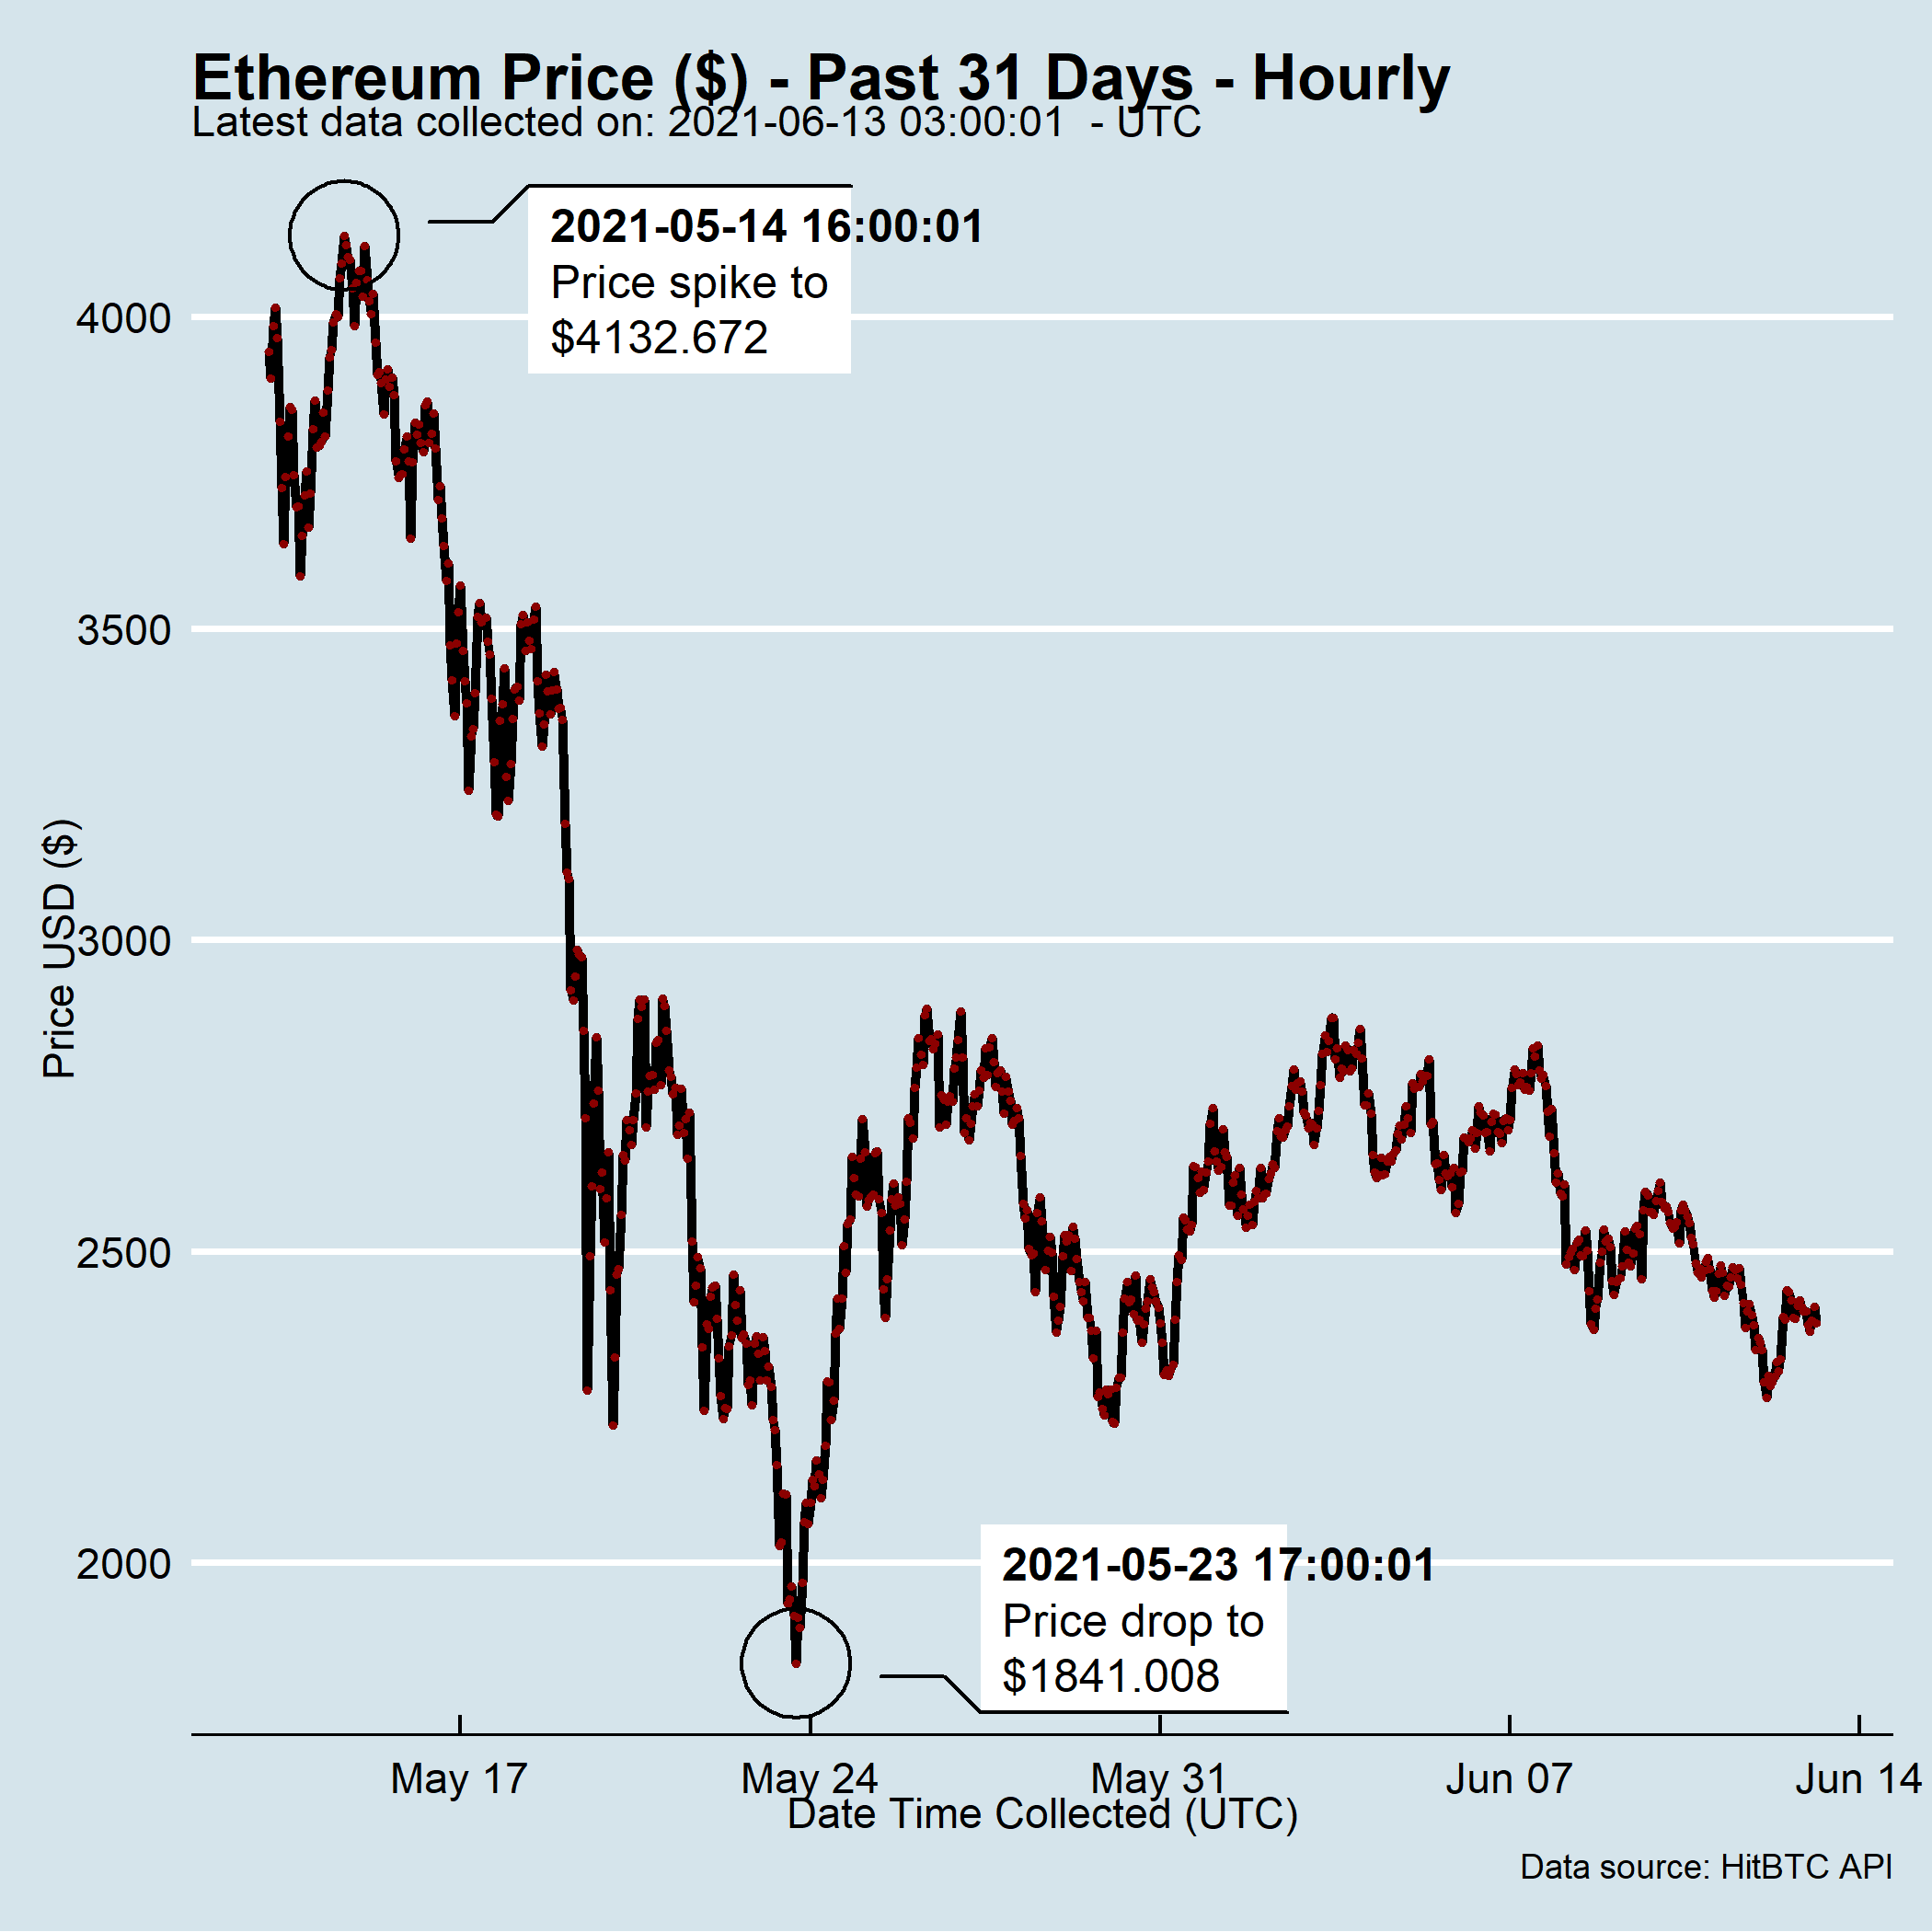 Ethereum Price ($) - Past 31 Days - Hourly
Latest data collected on: 2021-06-13 03:00:01  - UTC
2021-05-14 16:00:01
Price spike to
$4132.672
4000
3500
3000
2500
2000
Price USD ($)
2021-05-23 17:00:01
Price drop to
$1841.008
May 17
May 24
May 31
Jun 07
Jun 14
Date Time Collected (UTC)
Data source: HitBTC API